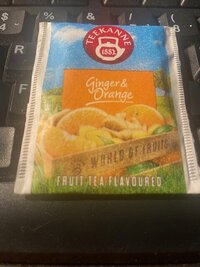 TEEKANNE
1882
Ginger &
Orange
WORLD OF FRUITS
FRUIT TEA FLAVOURED